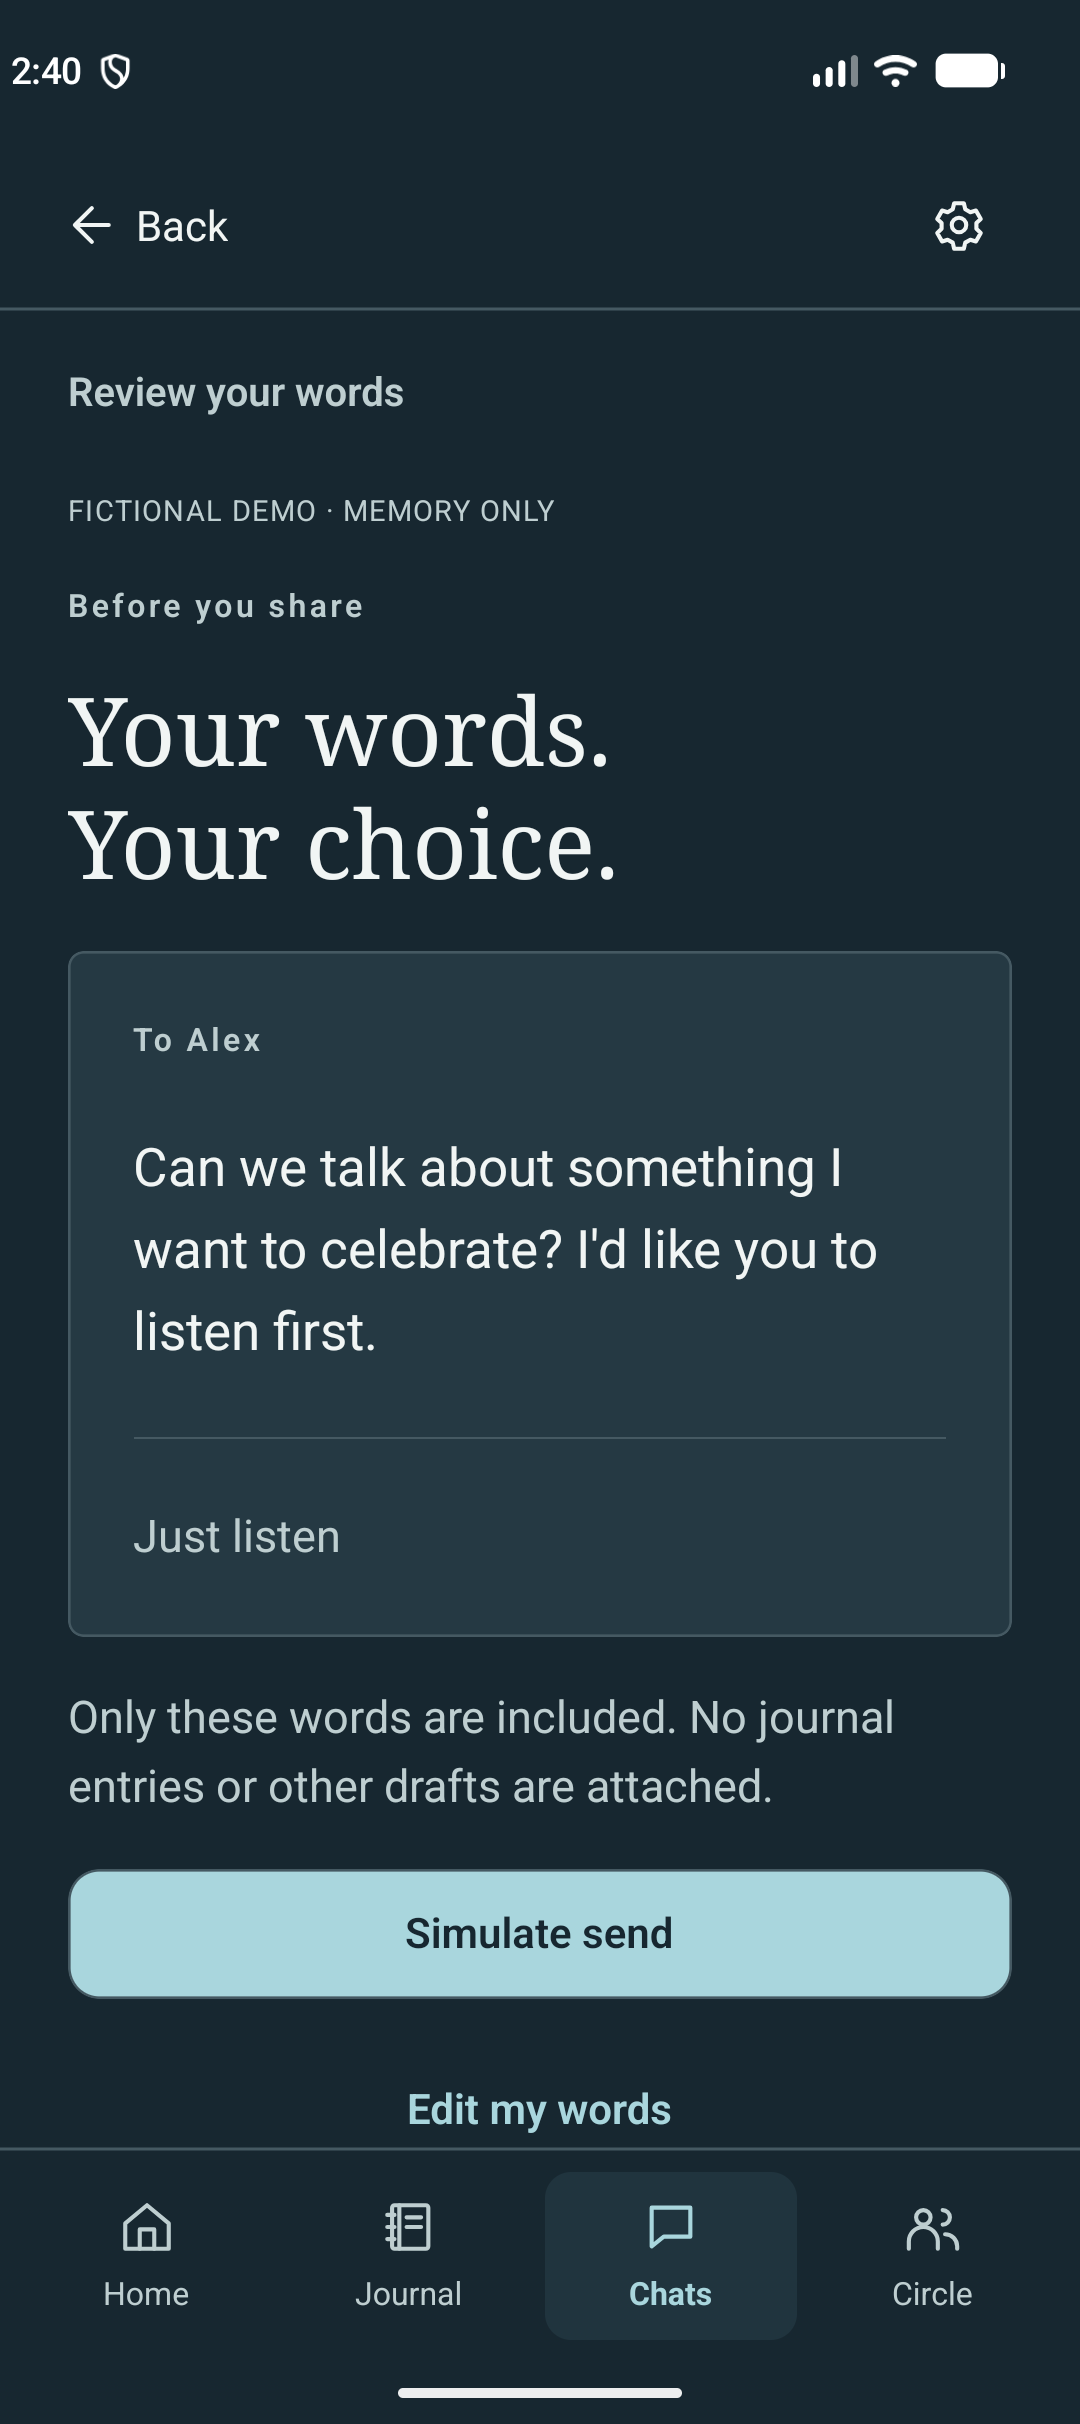 2:40
Back
Review your words
FICTIONAL DEMO · MEMORY ONLY
Before you share
Your words.
Your choice.
To Alex
Can we talk about something I
want to celebrate? I'd like you to
listen first.
Just listen
Only these words are included. No journal
entries or other drafts are attached.
Simulate send
Edit my words
Home
Journal
Chats
Circle